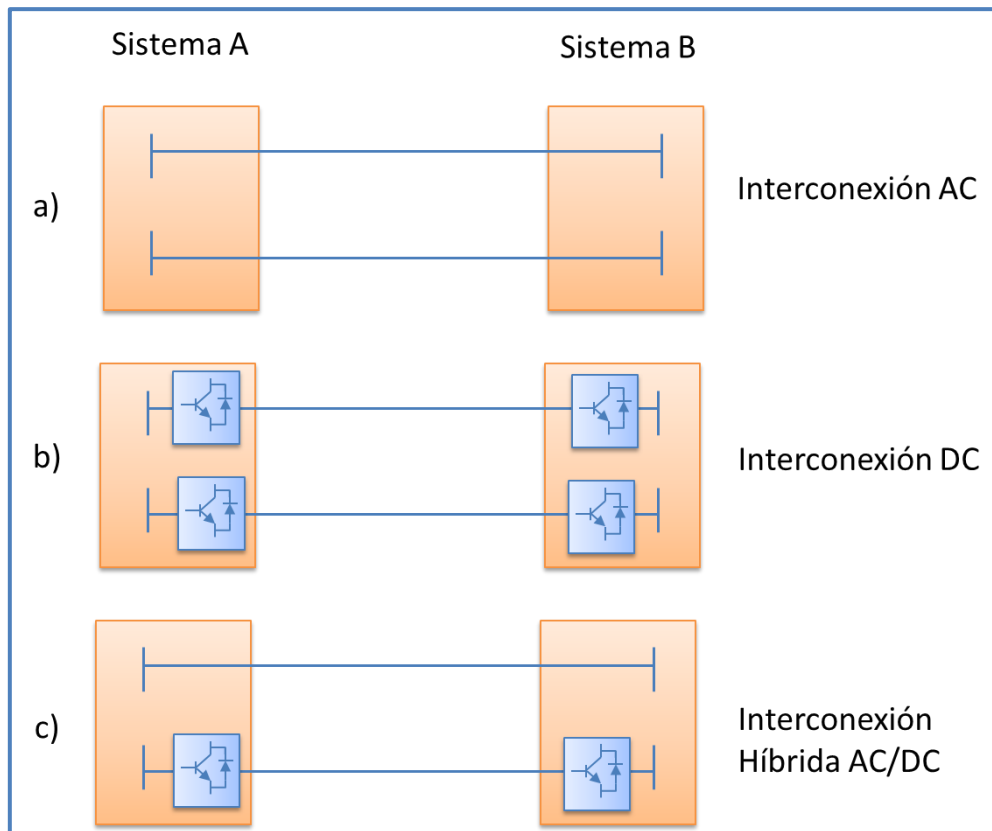 Sistema A
Sistema B
a)
Interconexión AC
b)
Interconexión DC
c)
Interconexión
Híbrida AC/DC